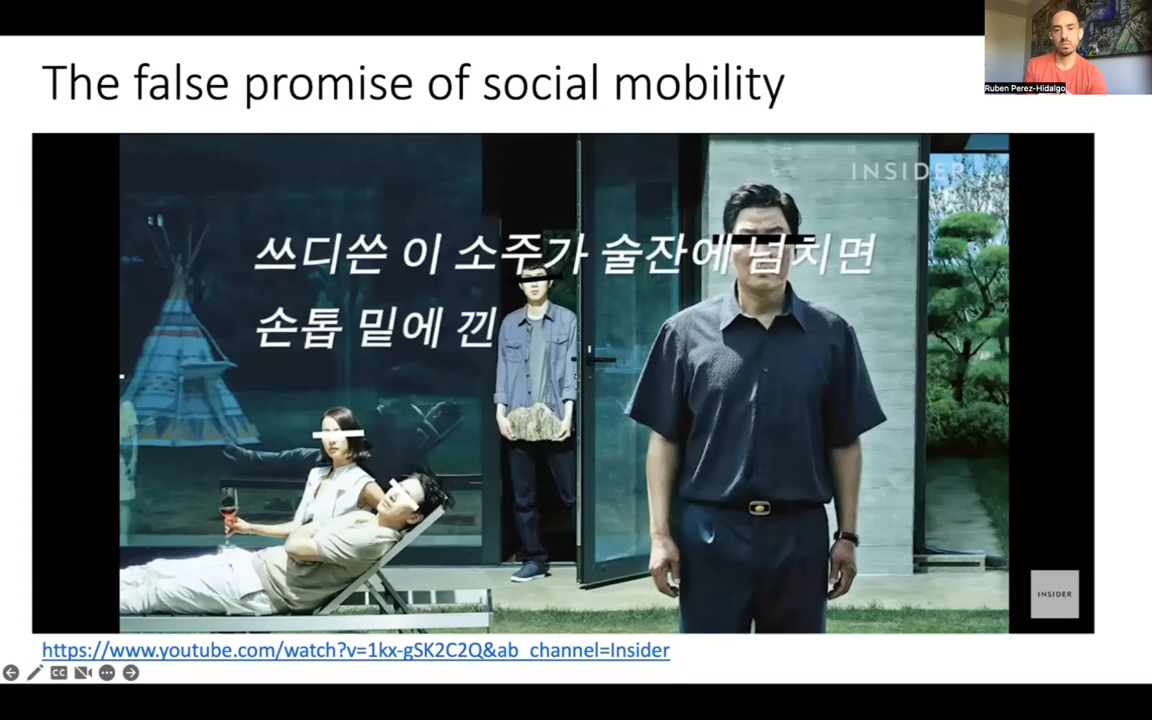 The false promise of social mobility
Ruben Perez-Hidalgo
INSIDER
쓰디쓴 이 소주가 술잔에 넘치면
손톱 밑에 낀
INSIDER
https://www.youtube.com/watch?v=1kx-gSK2C2Q&ab_channel=Insider
CC